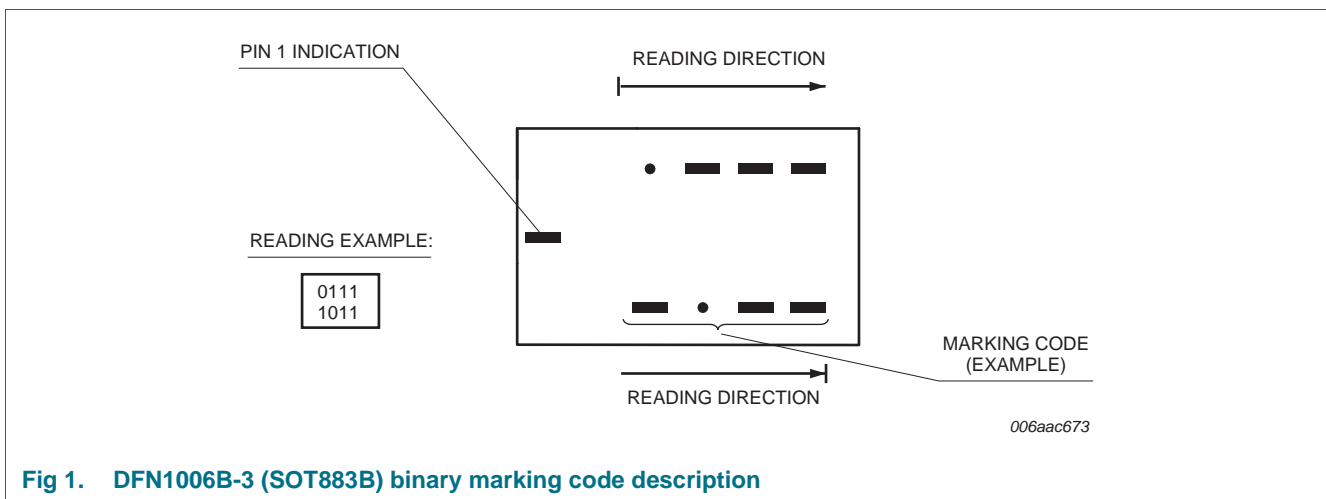 PIN 1 INDICATION
READING DIRECTION
READING EXAMPLE:
0111
1011
MARKING CODE
(EXAMPLE)
READING DIRECTION
006aac673
Fig 1. DFN1006B-3 (SOT883B) binary marking code description